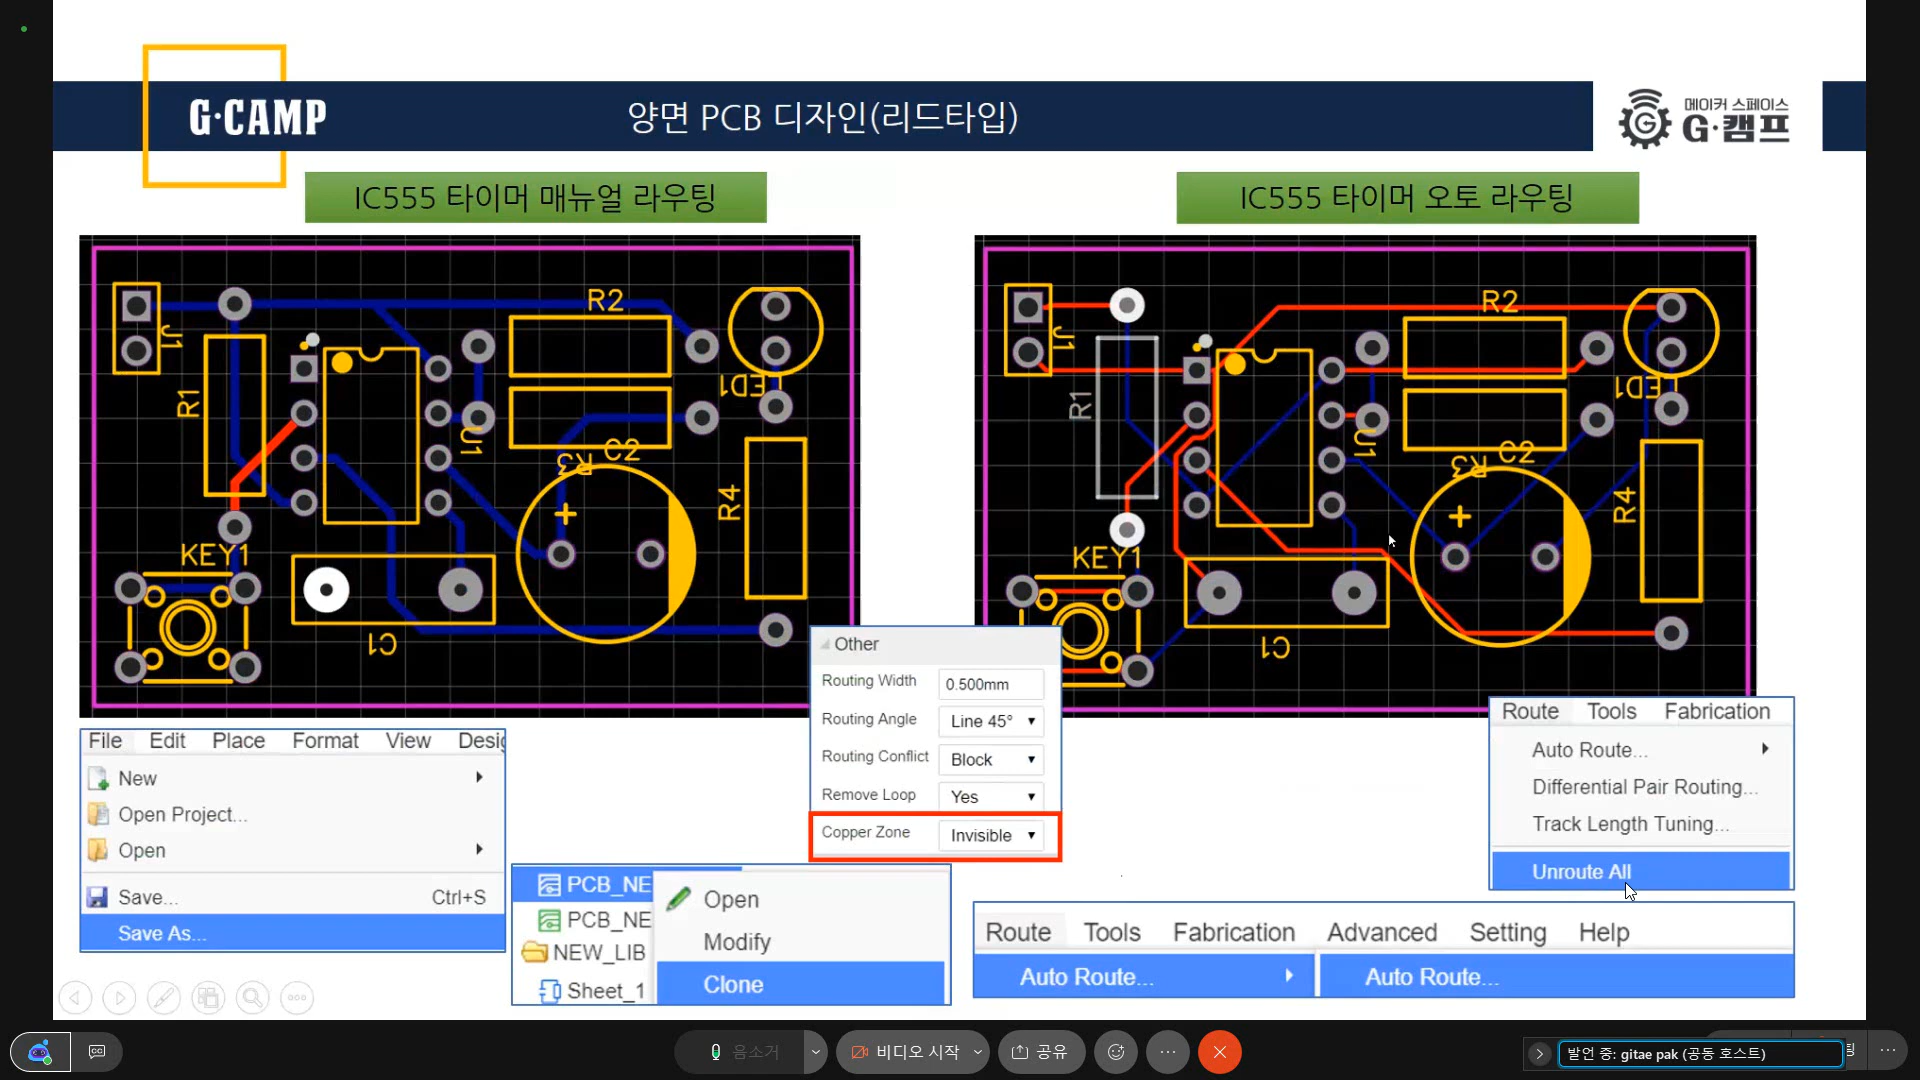 G·CAMP
양면 PCB 디자인(리드타입)
메이커 스페이스
G·캠프
IC555 타이머 매뉴얼 라우팅
IC555 타이머 오토 라우팅
J1
R1
U1
R2
R3
C2
LED1
R4
KEY1
C1
J1
R1
U1
R2
R3
C2
LED1
R4
KEY1
C1
Other
Routing Width 0.500mm
Routing Angle Line 45°
Routing Conflict Block
Remove Loop Yes
Copper Zone Invisible
File Edit Place Format View Desig
New
Open Project...
Open
Save... Ctrl+S
Save As...
PCB_NE
PCB_NE
NEW_LIB
Sheet_1
Open
Modify
Clone
Route Tools Fabrication
Auto Route...
Differential Pair Routing...
Track Length Tuning...
Unroute All
Route Tools Fabrication Advanced Setting Help
Auto Route... Auto Route...
음소거
비디오 시작
공유
발언 중: gitae pak (공동 호스트)